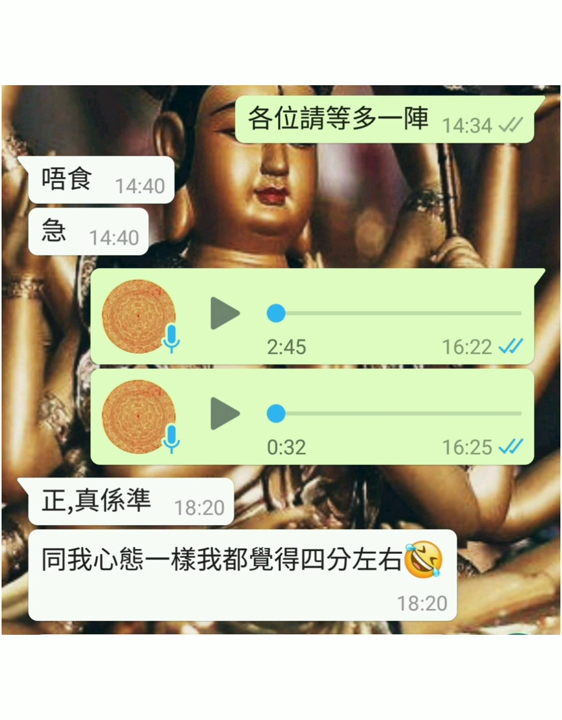 各位請等多一陣 14:34
唔食 14:40
急 14:40
2:45 16:22
0:32 16:25
正,真係準 18:20
同我心態一樣我都覺得四分左右🤣
18:20